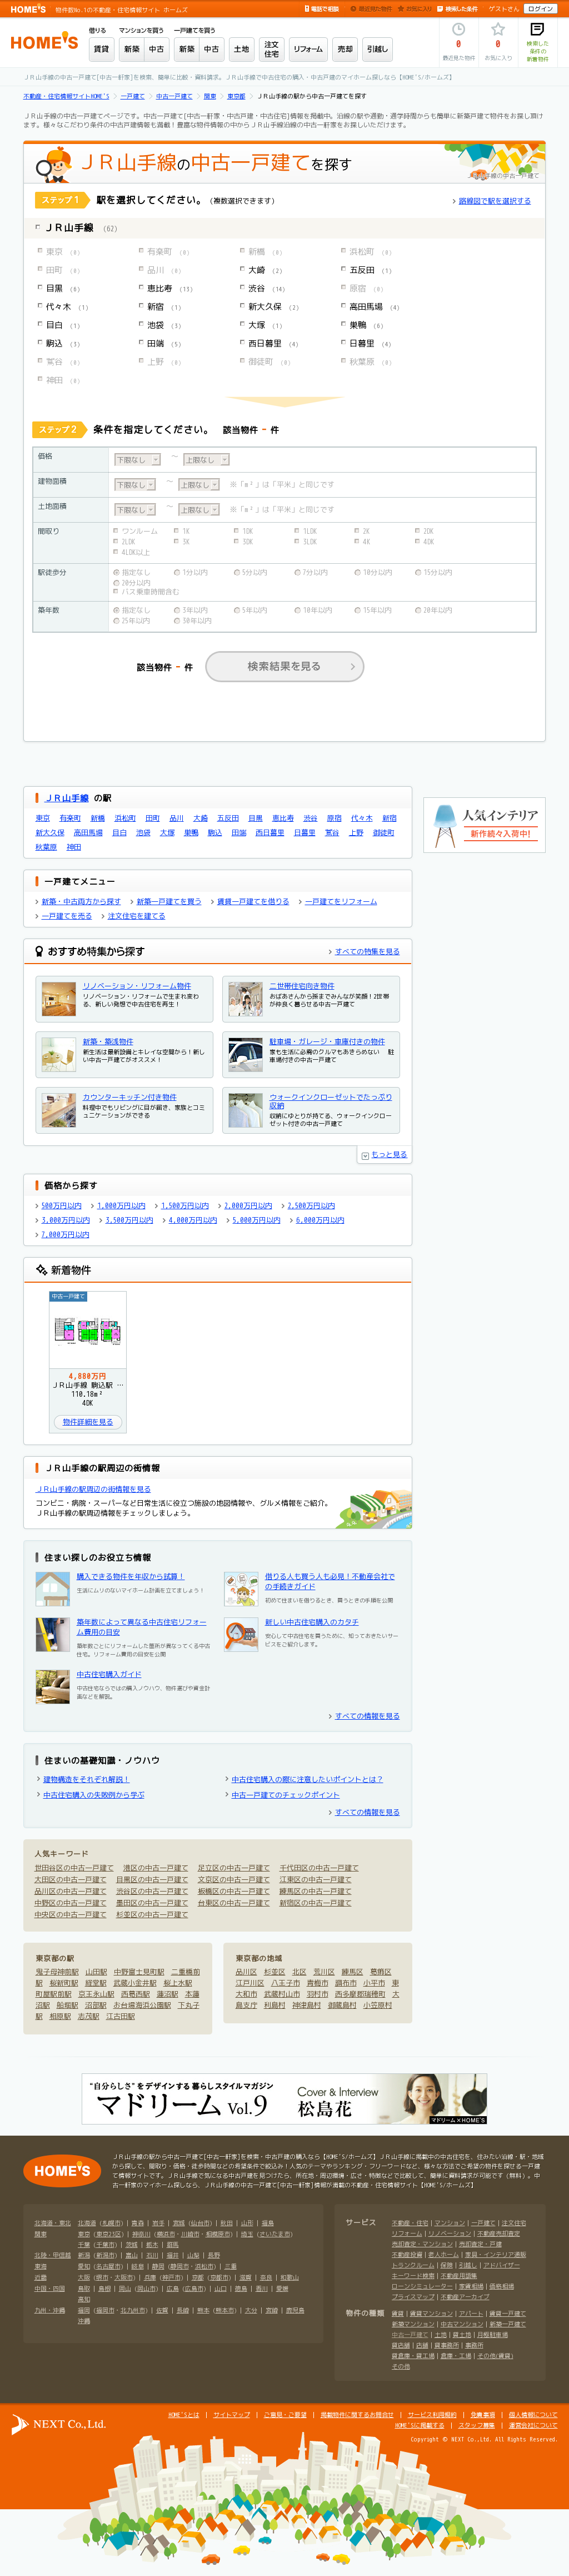 HOME'S 物件数No.1の不動産・住宅情報サイト ホームズ
電話で相談 最近見た物件 お気に入り 検索した条件 ゲストさん ログイン
HOME'S
借りる マンションを買う 一戸建てを買う
賃貸 新築 中古 新築 中古 土地 注文住宅 リフォーム 売却 引越し
0 最近見た物件
0 お気に入り
検索した条件の新着物件
ＪＲ山手線の中古一戸建て[中古一軒家]を検索、簡単に比較・資料請求。ＪＲ山手線で中古住宅の購入・中古戸建のマイホーム探しなら【HOME'S/ホームズ】
不動産・住宅情報サイトHOME'S 一戸建て 中古一戸建て 関東 東京都 ＪＲ山手線の駅から中古一戸建てを探す
ＪＲ山手線の中古一戸建てページです。中古一戸建て[中古一軒家・中古戸建・中古住宅]情報を掲載中。沿線の駅や通勤・通学時間からも簡単に新築戸建て物件をお探し頂けます。様々なこだわり条件の中古戸建情報も満載！豊富な物件情報の中からＪＲ山手線沿線の中古一軒家をお探しいただけます。
ＪＲ山手線の中古一戸建てを探す
ＪＲ山手線の中古一戸建て
ステップ1 駅を選択してください。（複数選択できます） 路線図で駅を選択する
ＪＲ山手線 (62)
東京 (0) 有楽町 (0) 新橋 (0) 浜松町 (0)
田町 (0) 品川 (0) 大崎 (2) 五反田 (1)
目黒 (8) 恵比寿 (13) 渋谷 (14) 原宿 (0)
代々木 (1) 新宿 (1) 新大久保 (2) 高田馬場 (4)
目白 (1) 池袋 (3) 大塚 (1) 巣鴨 (6)
駒込 (3) 田端 (5) 西日暮里 (4) 日暮里 (4)
鶯谷 (0) 上野 (0) 御徒町 (0) 秋葉原 (0)
神田 (0)
ステップ2 条件を指定してください。 該当物件 - 件
価格 下限なし ～ 上限なし
建物面積 下限なし ～ 上限なし ※「m²」は「平米」と同じです
土地面積 下限なし ～ 上限なし ※「m²」は「平米」と同じです
間取り ワンルーム 1K 1DK 1LDK 2K 2DK
2LDK 3K 3DK 3LDK 4K 4DK
4LDK以上
駅徒歩分 指定なし 1分以内 5分以内 7分以内 10分以内 15分以内
20分以内
バス乗車時間含む
築年数 指定なし 3年以内 5年以内 10年以内 15年以内 20年以内
25年以内 30年以内
該当物件 - 件 検索結果を見る
ＪＲ山手線 の駅
東京 有楽町 新橋 浜松町 田町 品川 大崎 五反田 目黒 恵比寿 渋谷 原宿 代々木 新宿
新大久保 高田馬場 目白 池袋 大塚 巣鴨 駒込 田端 西日暮里 日暮里 鶯谷 上野 御徒町
秋葉原 神田
人気インテリア
新作続々入荷中!
一戸建てメニュー
新築・中古両方から探す 新築一戸建てを買う 賃貸一戸建てを借りる 一戸建てをリフォーム
一戸建てを売る 注文住宅を建てる
おすすめ特集から探す すべての特集を見る
リノベーション・リフォーム物件
リノベーション・リフォームで生まれ変わる、新しい発想で中古住宅を再生！
二世帯住宅向き物件
おばあさんから孫までみんなが笑顔！2世帯が仲良く暮らせる中古一戸建て
新築・築浅物件
新生活は最新設備とキレイな空間から！新しい中古一戸建てがオススメ！
駐車場・ガレージ・車庫付きの物件
家も生活に必需のクルマもあきらめない 駐車場付きの中古一戸建て
カウンターキッチン付き物件
料理中でもリビングに目が届き、家族とコミュニケーションができる
ウォークインクローゼットでたっぷり収納
収納にゆとりが持てる、ウォークインクローゼット付きの中古一戸建て
もっと見る
価格から探す
500万円以内 1,000万円以内 1,500万円以内 2,000万円以内 2,500万円以内
3,000万円以内 3,500万円以内 4,000万円以内 5,000万円以内 6,000万円以内
7,000万円以内
新着物件
中古一戸建て
4,880万円
ＪＲ山手線 駒込駅 …
110.18m²
4DK
物件詳細を見る
ＪＲ山手線の駅周辺の街情報
ＪＲ山手線の駅周辺の街情報を見る
コンビニ・病院・スーパーなど日常生活に役立つ施設の地図情報や、グルメ情報をご紹介。
ＪＲ山手線の駅周辺情報をチェックしましょう。
住まい探しのお役立ち情報
購入できる物件を年収から試算！
生活にムリのないマイホーム計画を立てましょう！
借りる人も買う人も必見！不動産会社での手続きガイド
初めて住まいを借りるとき、買うときの手順を公開
築年数によって異なる中古住宅リフォーム費用の目安
築年数ごとにリフォームした箇所が異なってくる中古住宅。リフォーム費用の目安を公開
新しい中古住宅購入のカタチ
安心して中古住宅を買うために、知っておきたいサービスをご紹介します。
中古住宅購入ガイド
中古住宅ならではの購入ノウハウ、物件選びや資金計画などを解説。
すべての情報を見る
住まいの基礎知識・ノウハウ
建物構造をそれぞれ解説！ 中古住宅購入の際に注意したいポイントとは？
中古住宅購入の失敗例から学ぶ 中古一戸建てのチェックポイント
すべての情報を見る
人気キーワード
世田谷区の中古一戸建て 港区の中古一戸建て 足立区の中古一戸建て 千代田区の中古一戸建て
大田区の中古一戸建て 目黒区の中古一戸建て 文京区の中古一戸建て 江東区の中古一戸建て
品川区の中古一戸建て 渋谷区の中古一戸建て 板橋区の中古一戸建て 練馬区の中古一戸建て
中野区の中古一戸建て 墨田区の中古一戸建て 台東区の中古一戸建て 新宿区の中古一戸建て
中央区の中古一戸建て 杉並区の中古一戸建て
東京都の駅
鬼子母神前駅 山田駅 中野富士見町駅 二重橋前駅 桜新町駅 経堂駅 武蔵小金井駅 桜上水駅 町屋駅前駅 京王永山駅 西葛西駅 蓮沼駅 本蓮沼駅 船堀駅 沼部駅 お台場海浜公園駅 下丸子駅 相原駅 志茂駅 江古田駅
東京都の地域
品川区 杉並区 北区 荒川区 練馬区 葛飾区
江戸川区 八王子市 青梅市 調布市 小平市 東大和市 武蔵村山市 羽村市 西多摩郡瑞穂町 大島支庁 利島村 神津島村 御蔵島村 小笠原村
"自分らしさ"をデザインする暮らしスタイルマガジン
マドリーム Vol.9
Cover & Interview
松島花
マドリーム×HOME'S
HOME'S
ＪＲ山手線の駅から中古一戸建て[中古一軒家]を検索・中古戸建の購入なら【HOME'S/ホームズ】ＪＲ山手線に掲載中の中古住宅を、住みたい沿線・駅・地域から探して、間取り・価格・徒歩時間などの希望条件で絞込み！人気のテーマやランキング・フリーワードなど、様々な方法でご希望の物件を探せる一戸建て情報サイトです。ＪＲ山手線で気になる中古戸建を見つけたら、所在地・周辺環境・広さ・特徴などで比較して、簡単に資料請求が可能です（無料）。中古一軒家のマイホーム探しなら、ＪＲ山手線の中古一戸建て[中古一軒家]情報が満載の不動産・住宅情報サイト【HOME'S/ホームズ】
北海道・東北 北海道 (札幌市) | 青森 | 岩手 | 宮城 (仙台市) | 秋田 | 山形 | 福島
関東 東京 (東京23区) | 神奈川 (横浜市・川崎市・相模原市) | 埼玉 (さいたま市) |
千葉 (千葉市) | 茨城 | 栃木 | 群馬
北陸・甲信越 新潟 (新潟市) | 富山 | 石川 | 福井 | 山梨 | 長野
東海 愛知 (名古屋市) | 岐阜 | 静岡 (静岡市・浜松市) | 三重
近畿 大阪 (堺市・大阪市) | 兵庫 (神戸市) | 京都 (京都市) | 滋賀 | 奈良 | 和歌山
中国・四国 鳥取 | 島根 | 岡山 (岡山市) | 広島 (広島市) | 山口 | 徳島 | 香川 | 愛媛
高知
九州・沖縄 福岡 (福岡市・北九州市) | 佐賀 | 長崎 | 熊本 (熊本市) | 大分 | 宮崎 | 鹿児島
沖縄
サービス 不動産・住宅 | マンション | 一戸建て | 注文住宅
リフォーム | リノベーション | 不動産売却査定
売却査定・マンション | 売却査定・戸建
不動産投資 | 老人ホーム | 家具・インテリア通販
トランクルーム | 保険 | 引越し | アドバイザー
キーワード検索 | 不動産用語集
ローンシミュレーター | 家賃相場 | 価格相場
プライスマップ | 不動産アーカイブ
物件の種類 賃貸 | 賃貸マンション | アパート | 賃貸一戸建て
新築マンション | 中古マンション | 新築一戸建て
中古一戸建て | 土地 | 貸土地 | 月極駐車場
貸店舗 | 店舗 | 貸事務所 | 事務所
貸倉庫・貸工場 | 倉庫・工場 | その他(賃貸)
その他
NEXT Co., Ltd.
HOME'Sとは | サイトマップ | ご意見・ご要望 | 掲載物件に関するお問合せ | サービス利用規約 | 免責事項 | 個人情報について
HOME'Sに掲載する | スタッフ募集 | 運営会社について
Copyright © NEXT Co.,Ltd. All Rights Reserved.